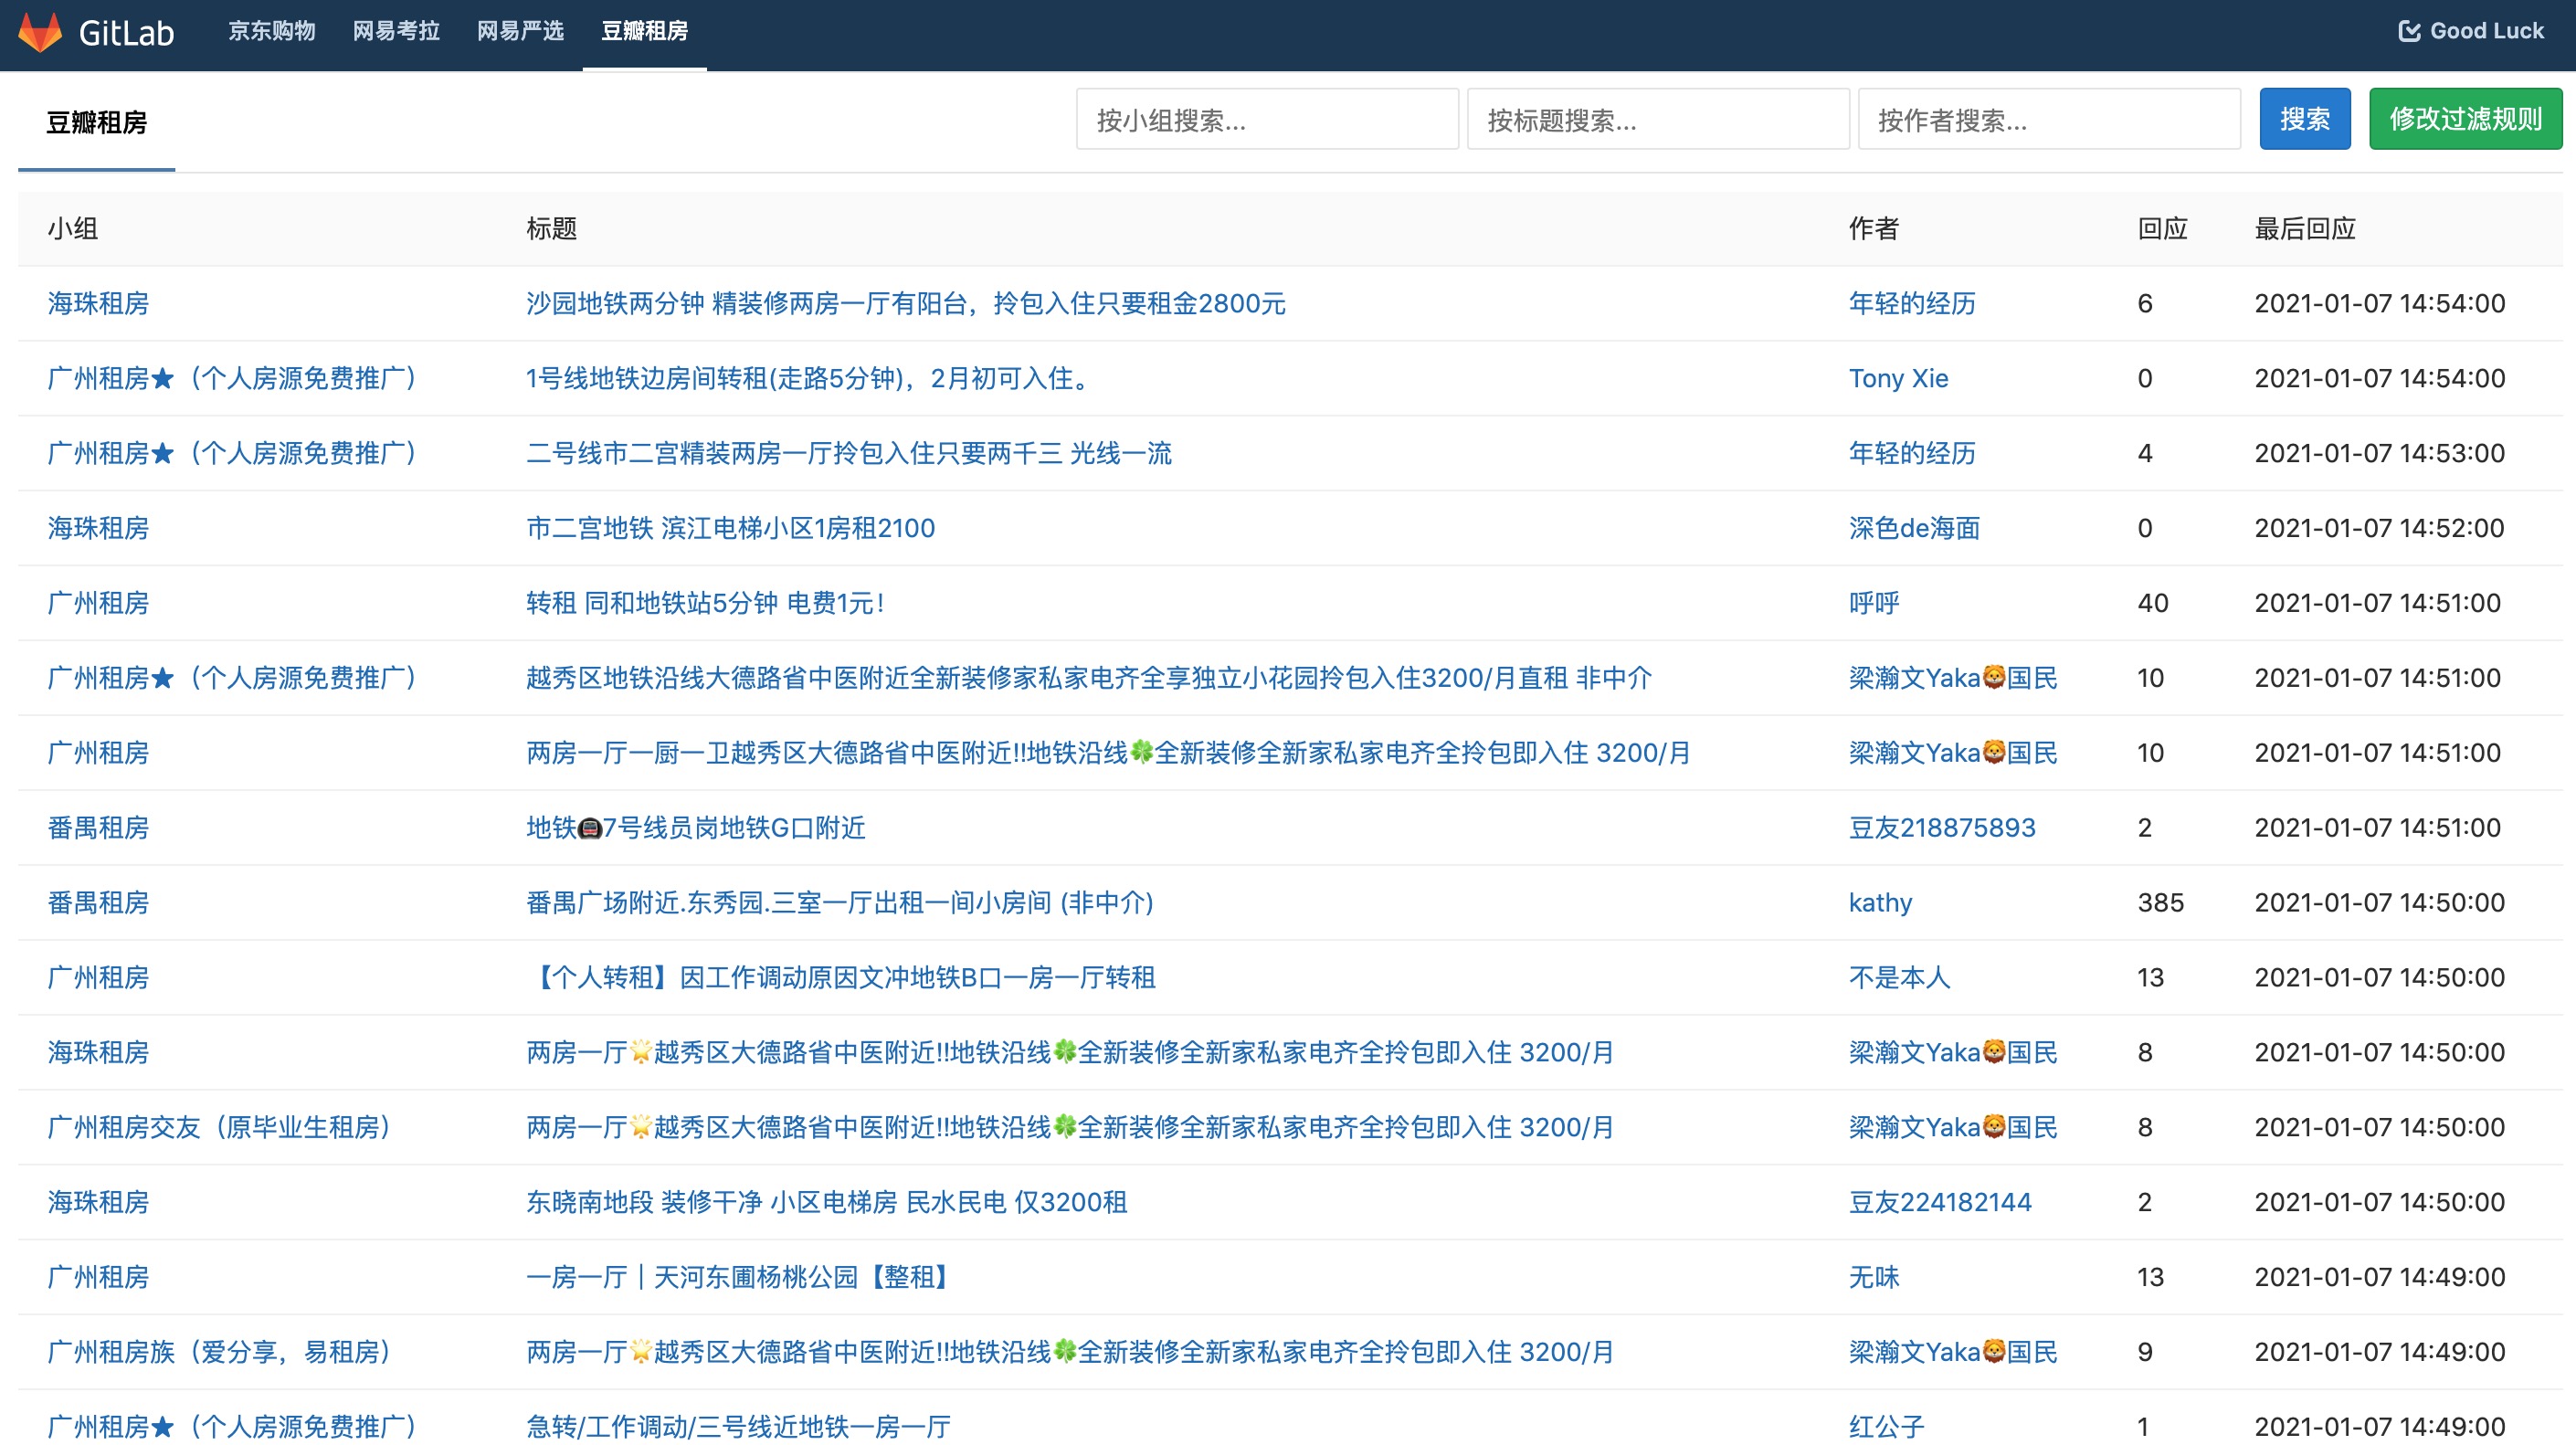 GitLab 京东购物 网易考拉 网易严选 豆瓣租房 Good Luck
豆瓣租房 按小组搜索... 按标题搜索... 按作者搜索... 搜索 修改过滤规则
小组 标题 作者 回应 最后回应
海珠租房 沙园地铁两分钟 精装修两房一厅有阳台，拎包入住只要租金2800元 年轻的经历 6 2021-01-07 14:54:00
广州租房★（个人房源免费推广） 1号线地铁边房间转租(走路5分钟)，2月初可入住。 Tony Xie 0 2021-01-07 14:54:00
广州租房★（个人房源免费推广） 二号线市二宫精装两房一厅拎包入住只要两千三 光线一流 年轻的经历 4 2021-01-07 14:53:00
海珠租房 市二宫地铁 滨江电梯小区1房租2100 深色de海面 0 2021-01-07 14:52:00
广州租房 转租 同和地铁站5分钟 电费1元！ 呼呼 40 2021-01-07 14:51:00
广州租房★（个人房源免费推广） 越秀区地铁沿线大德路省中医附近全新装修家私家电齐全享独立小花园拎包入住3200/月直租 非中介 梁瀚文Yaka🦁国民 10 2021-01-07 14:51:00
广州租房 两房一厅一厨一卫越秀区大德路省中医附近!!地铁沿线🍀全新装修全新家私家电齐全拎包即入住 3200/月 梁瀚文Yaka🦁国民 10 2021-01-07 14:51:00
番禺租房 地铁🚇7号线员岗地铁G口附近 豆友218875893 2 2021-01-07 14:51:00
番禺租房 番禺广场附近.东秀园.三室一厅出租一间小房间 (非中介) kathy 385 2021-01-07 14:50:00
广州租房 【个人转租】因工作调动原因文冲地铁B口一房一厅转租 不是本人 13 2021-01-07 14:50:00
海珠租房 两房一厅🌟越秀区大德路省中医附近!!地铁沿线🍀全新装修全新家私家电齐全拎包即入住 3200/月 梁瀚文Yaka🦁国民 8 2021-01-07 14:50:00
广州租房交友（原毕业生租房） 两房一厅🌟越秀区大德路省中医附近!!地铁沿线🍀全新装修全新家私家电齐全拎包即入住 3200/月 梁瀚文Yaka🦁国民 8 2021-01-07 14:50:00
海珠租房 东晓南地段 装修干净 小区电梯房 民水民电 仅3200租 豆友224182144 2 2021-01-07 14:50:00
广州租房 一房一厅｜天河东圃杨桃公园【整租】 无味 13 2021-01-07 14:49:00
广州租房族（爱分享，易租房） 两房一厅🌟越秀区大德路省中医附近!!地铁沿线🍀全新装修全新家私家电齐全拎包即入住 3200/月 梁瀚文Yaka🦁国民 9 2021-01-07 14:49:00
广州租房★（个人房源免费推广） 急转/工作调动/三号线近地铁一房一厅 红公子 1 2021-01-07 14:49:00